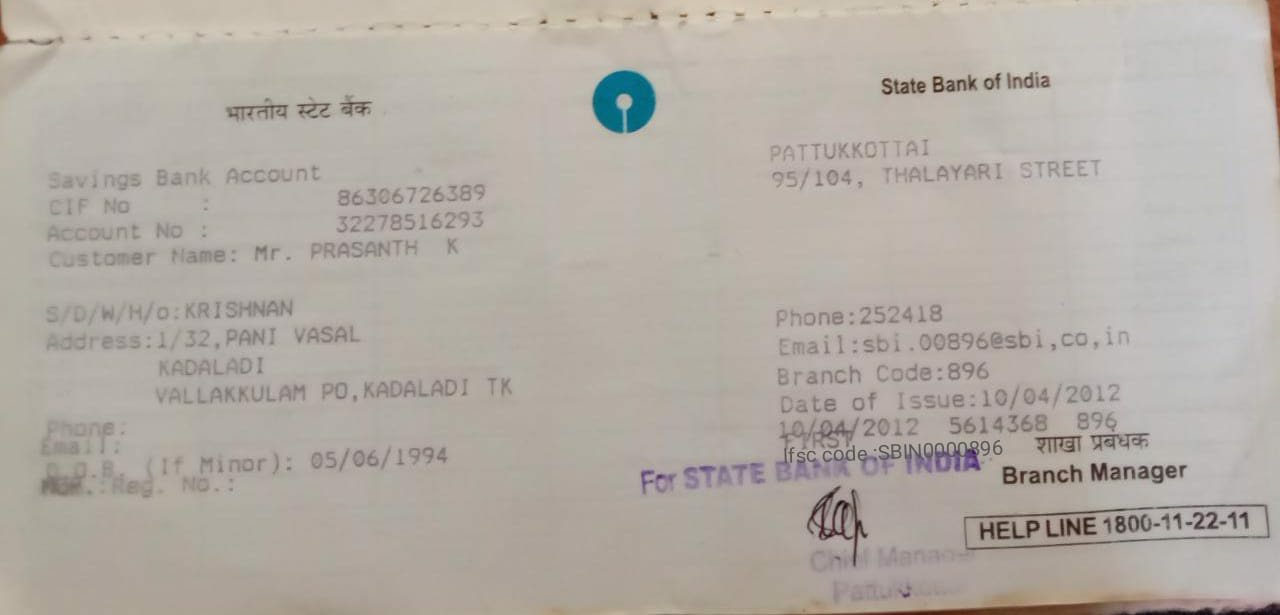 भारतीय स्टेट बैंक
State Bank of India
Savings Bank Account
CIF No : 86306726389
Account No : 32278516293
Customer Name: Mr. PRASANTH K
S/D/W/H/o:KRISHNAN
Address:1/32,PANI VASAL
KADALADI
VALLAKKULAM PO,KADALADI TK
Phone:
Email:
D.O.B. (If Minor): 05/06/1994
Reg. No.:
PATTUKKOTTAI
95/104, THALAYARI STREET
Phone:252418
Email:sbi.00896@sbi,co,in
Branch Code:896
Date of Issue:10/04/2012
10/04/2012 5614368 896
FIRST
Ifsc code :SBIN0000896
शाखा प्रबंधक
For STATE BANK OF INDIA
Branch Manager
HELP LINE 1800-11-22-11
Chief Manager